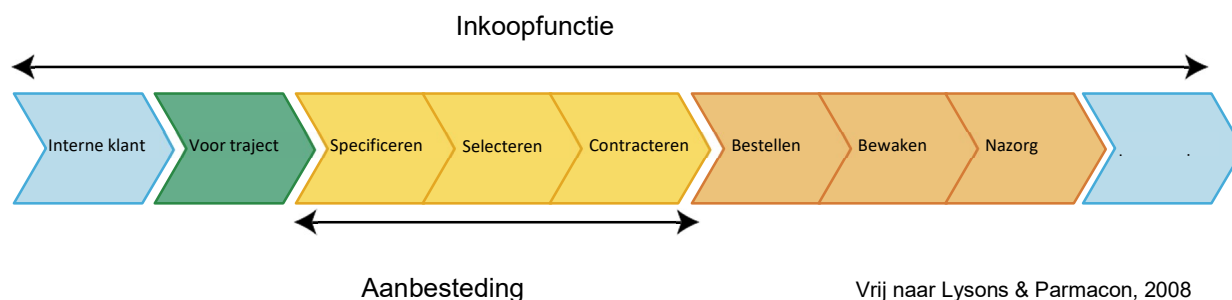 Inkoopfunctie
Interne klant
Voor traject
Specificeren
Selecteren
Contracteren
Bestellen
Bewaken
Nazorg
. .
Aanbesteding
Vrij naar Lysons & Parmacon, 2008